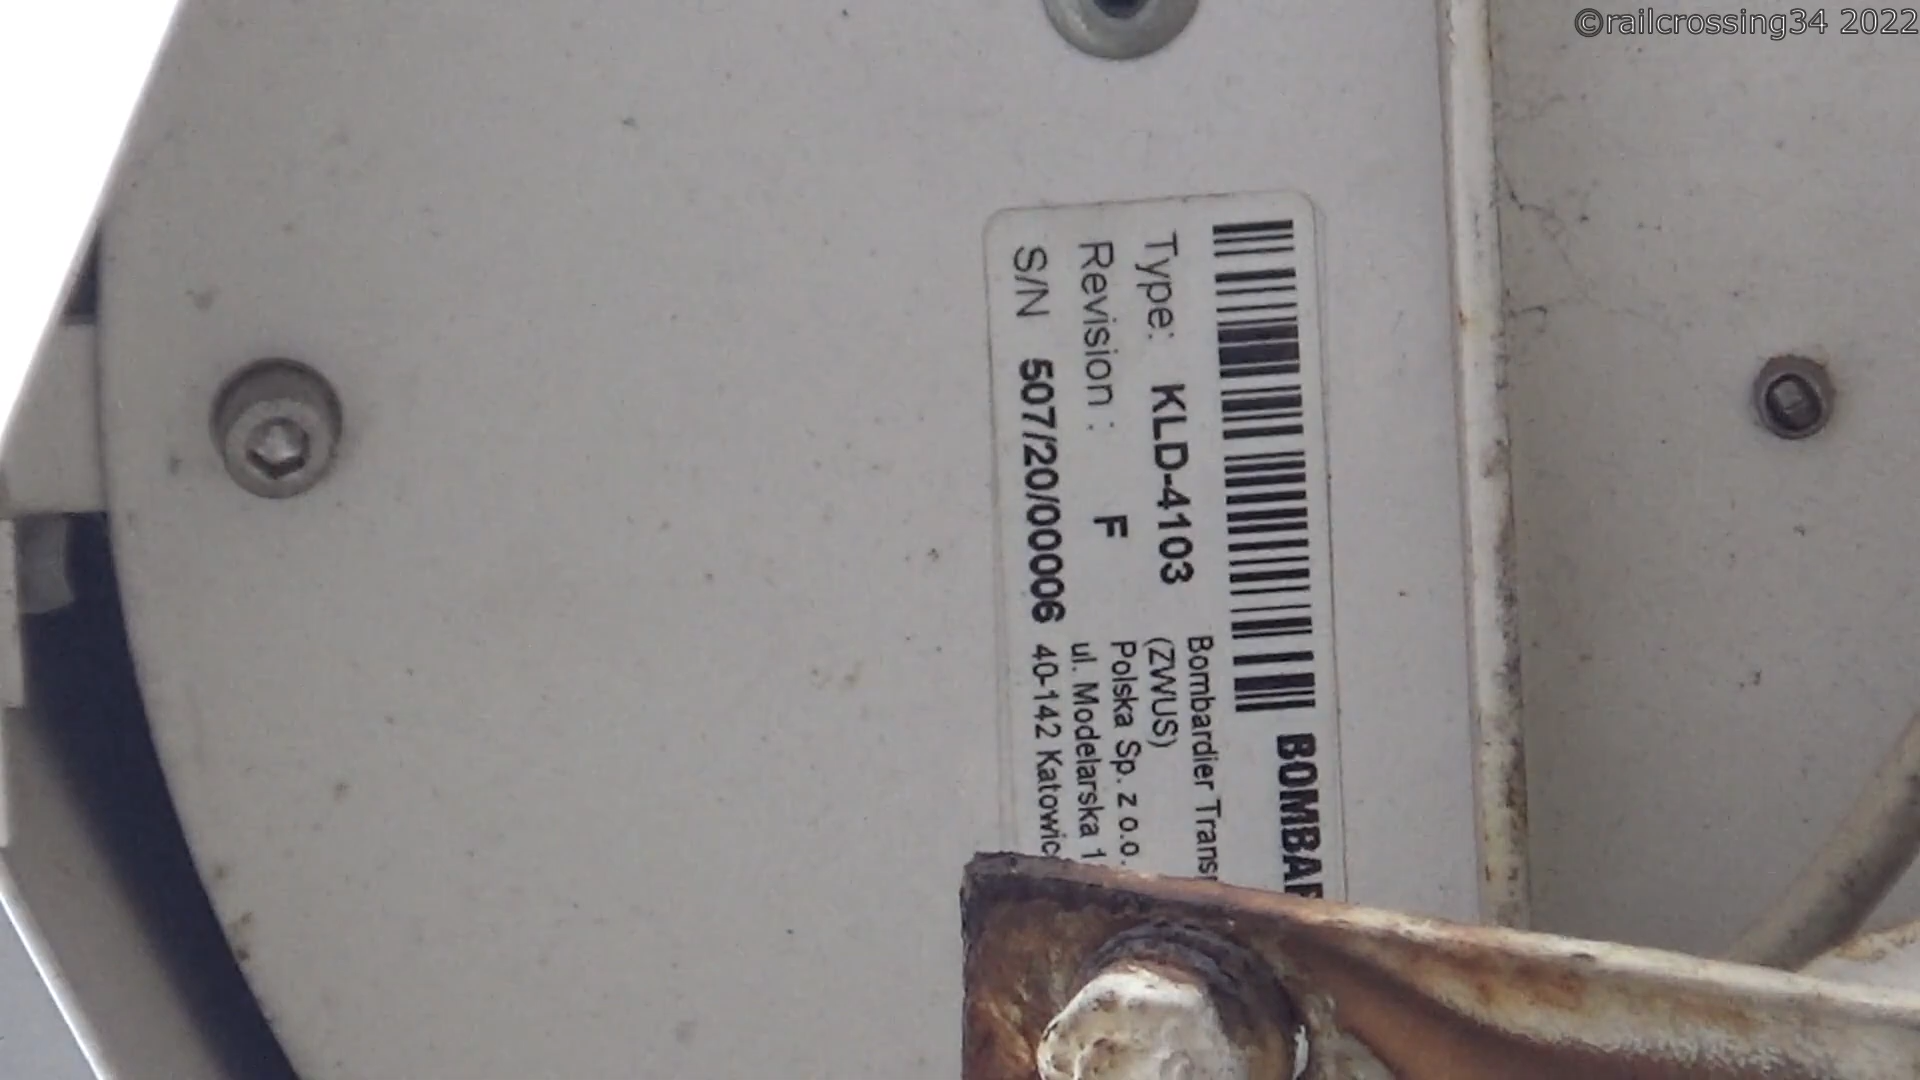 ©railcrossing34 2022
Type: KLD-4103
Revision : F
S/N 507/20/00006
BOMBAR
Bombardier Trans
(ZWUS)
Polska Sp. z o.o.
ul. Modelarska 1
40-142 Katowic